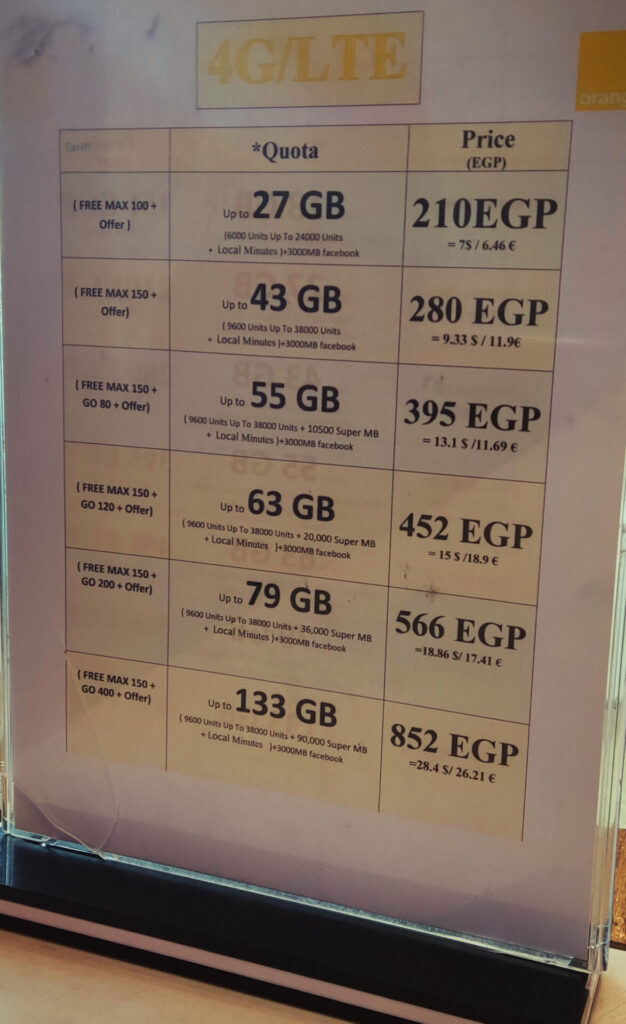 4G/LTE
orang
Tariff
*Quota
Price
(EGP)
( FREE MAX 100 +
Offer )
Up to 27 GB
(6000 Units Up To 24000 Units
+ Local Minutes )+3000MB facebook
210EGP
= 7$ / 6.46 €
( FREE MAX 150 +
Offer)
Up to 43 GB
( 9600 Units Up To 38000 Units
+ Local Minutes )+3000MB facebook
280 EGP
= 9.33 $ / 11.9€
( FREE MAX 150 +
GO 80 + Offer)
Up to 55 GB
( 9600 Units Up To 38000 Units + 10500 Super MB
+ Local Minutes )+3000MB facebook
395 EGP
= 13.1 $ /11.69 €
( FREE MAX 150 +
GO 120 + Offer)
Up to 63 GB
( 9600 Units Up To 38000 Units + 20,000 Super MB
+ Local Minutes )+3000MB facebook
452 EGP
= 15 $ /18.9 €
( FREE MAX 150 +
GO 200 + Offer)
Up to 79 GB
( 9600 Units Up To 38000 Units + 36,000 Super MB
+ Local Minutes )+3000MB facebook
566 EGP
=18.86 $/ 17.41 €
( FREE MAX 150 +
GO 400 + Offer)
Up to 133 GB
( 9600 Units Up To 38000 Units + 90,000 Super MB
+ Local Minutes )+3000MB facebook
852 EGP
=28.4 $/ 26.21 €